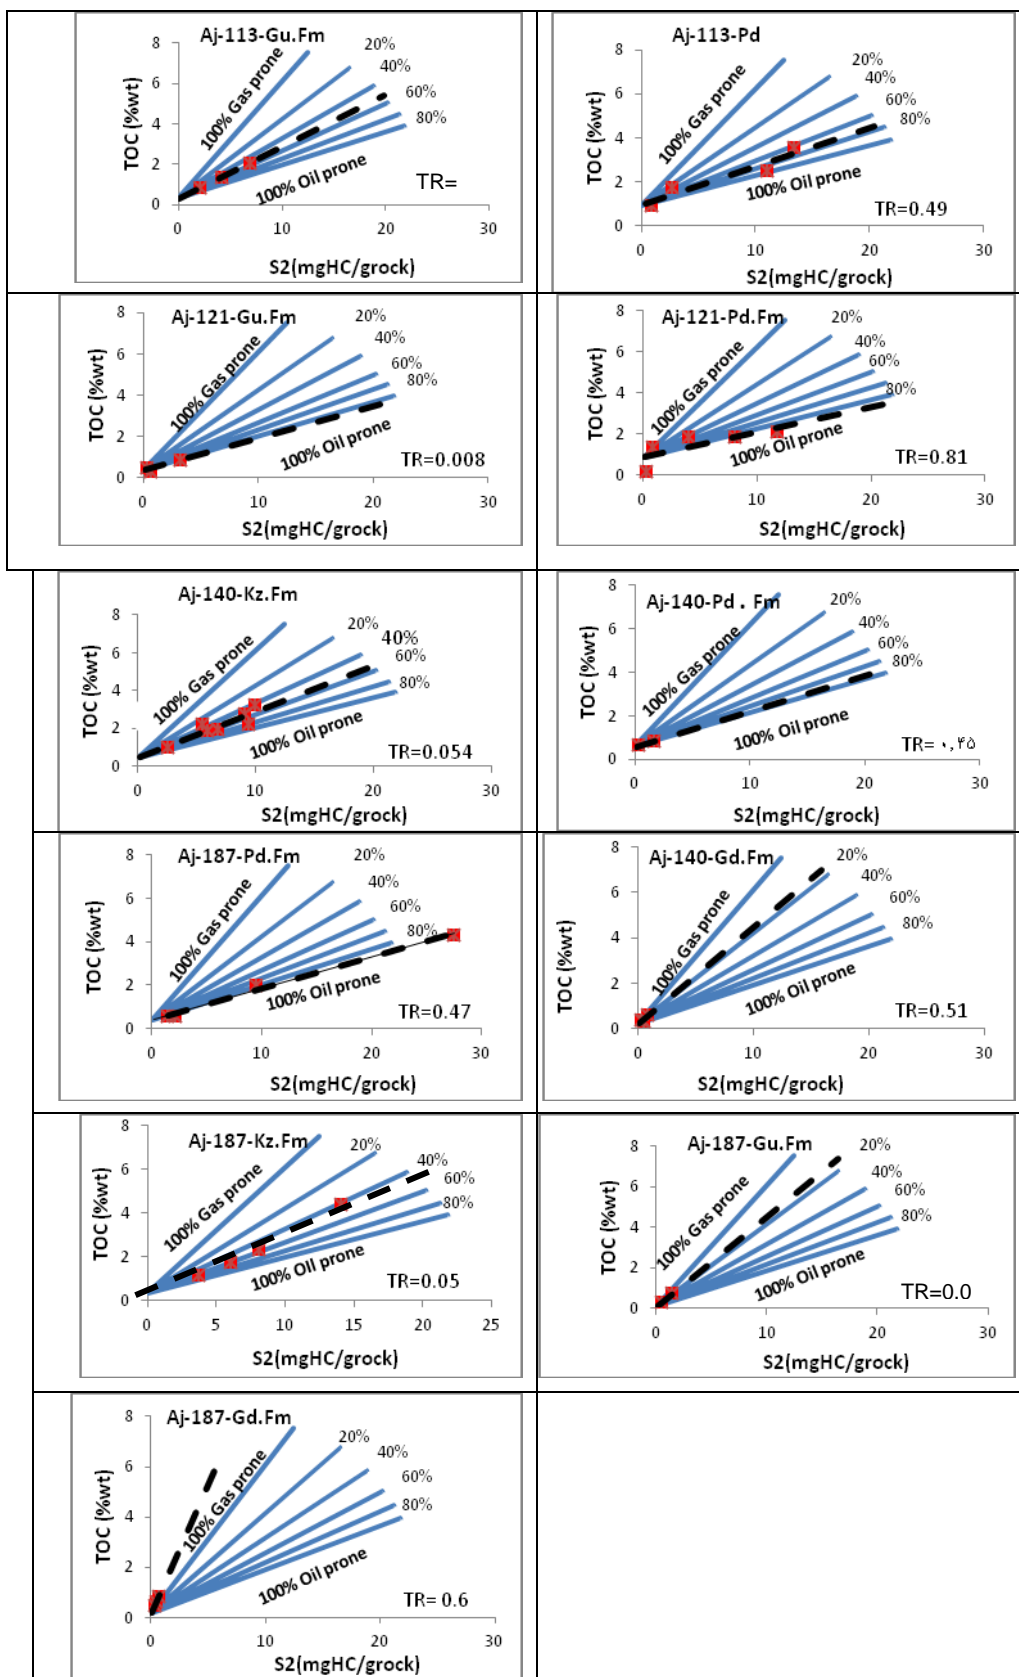 Aj-113-Gu.Fm
8
6
4
2
0
TOC (%wt)
100% Gas prone
20%
40%
60%
80%
100% Oil prone
TR=
0 10 20 30
S2(mgHC/grock)
Aj-113-Pd
8
6
4
2
0
TOC (%wt)
100% Gas prone
20%
40%
60%
80%
100% Oil prone
TR=0.49
0 10 20 30
S2(mgHC/grock)
Aj-121-Gu.Fm
8
6
4
2
0
TOC (%wt)
100% Gas prone
20%
40%
60%
80%
100% Oil prone
TR=0.008
0 10 20 30
S2(mgHC/grock)
Aj-121-Pd.Fm
8
6
4
2
0
TOC (%wt)
100% Gas prone
20%
40%
60%
80%
100% Oil prone
TR=0.81
0 10 20 30
S2(mgHC/grock)
Aj-140-Kz.Fm
8
6
4
2
0
TOC (%wt)
100% Gas prone
20%
40%
60%
80%
100% Oil prone
TR=0.054
0 10 20 30
S2(mgHC/grock)
Aj-140-Pd . Fm
8
6
4
2
0
TOC (%wt)
100% Gas prone
20%
40%
60%
80%
100% Oil prone
TR= ۰,۴۵
0 10 20 30
S2(mgHC/grock)
Aj-187-Pd.Fm
8
6
4
2
0
TOC (%wt)
100% Gas prone
20%
40%
60%
80%
100% Oil prone
TR=0.47
0 10 20 30
S2(mgHC/grock)
Aj-140-Gd.Fm
8
6
4
2
0
TOC (%wt)
100% Gas prone
20%
40%
60%
80%
100% Oil prone
TR=0.51
0 10 20 30
S2(mgHC/grock)
Aj-187-Kz.Fm
8
6
4
2
0
TOC (%wt)
100% Gas prone
20%
40%
60%
80%
100% Oil prone
TR=0.05
0 5 10 15 20 25
S2(mgHC/grock)
Aj-187-Gu.Fm
8
6
4
2
0
TOC (%wt)
100% Gas prone
20%
40%
60%
80%
100% Oil prone
TR=0.0
0 10 20 30
S2(mgHC/grock)
Aj-187-Gd.Fm
8
6
4
2
0
TOC (%wt)
100% Gas prone
20%
40%
60%
80%
100% Oil prone
TR= 0.6
0 10 20 30
S2(mgHC/grock)